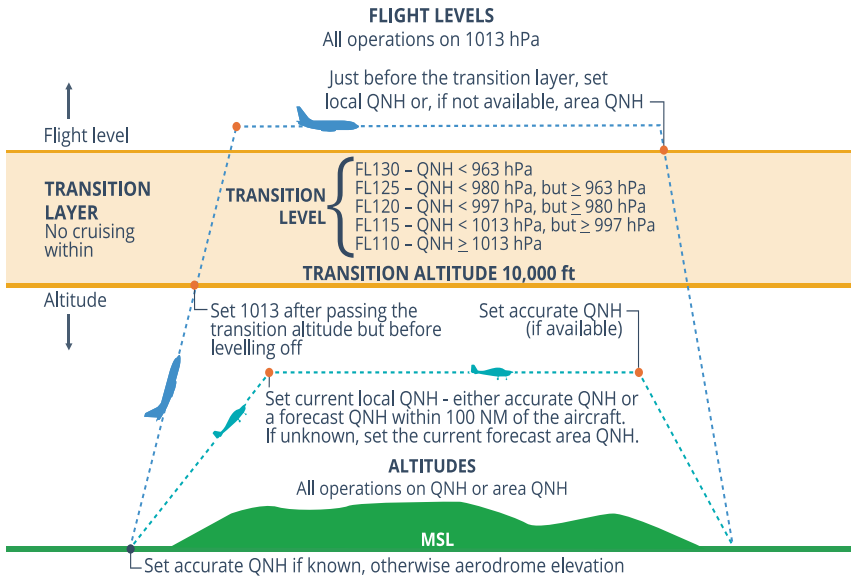 FLIGHT LEVELS
All operations on 1013 hPa
Just before the transition layer, set
local QNH or, if not available, area QNH
Flight level
TRANSITION
LAYER
No cruising
within
TRANSITION
LEVEL
FL130 – QNH < 963 hPa
FL125 – QNH < 980 hPa, but ≥ 963 hPa
FL120 – QNH < 997 hPa, but ≥ 980 hPa
FL115 – QNH < 1013 hPa, but ≥ 997 hPa
FL110 – QNH ≥ 1013 hPa
TRANSITION ALTITUDE 10,000 ft
Altitude
Set 1013 after passing the
transition altitude but before
levelling off
Set accurate QNH
(if available)
Set current local QNH - either accurate QNH or
a forecast QNH within 100 NM of the aircraft.
If unknown, set the current forecast area QNH.
ALTITUDES
All operations on QNH or area QNH
MSL
Set accurate QNH if known, otherwise aerodrome elevation